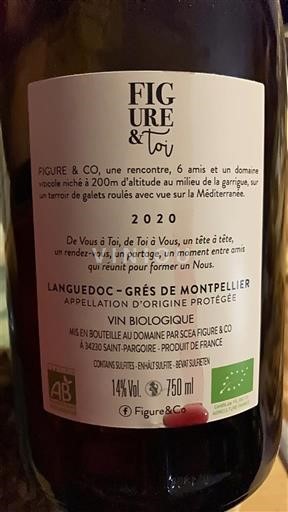 FIG
URE
& toi
FIGURE & CO, une rencontre, 6 amis et un domaine
viticole niché à 200m d'altitude au milieu de la garrigue, sur
un terroir de galets roulés avec vue sur la Méditerranée.
2020
De Vous à Toi, de Toi à Vous, un tête à tête,
un rendez-vous, un partage, un moment entre amis
qui réunit pour former un Nous.
LANGUEDOC - GRÉS DE MONTPELLIER
APPELLATION D'ORIGINE PROTÉGÉE
VIN BIOLOGIQUE
MIS EN BOUTEILLE AU DOMAINE PAR SCEA FIGURE & CO
À 34230 SAINT-PARGOIRE - PRODUIT DE FRANCE
CONTAINS SULFITES - ENHÄLT SULFITE - BEVAT SULFIETEN
14% Vol. 750 ml
AB
Figure&Co